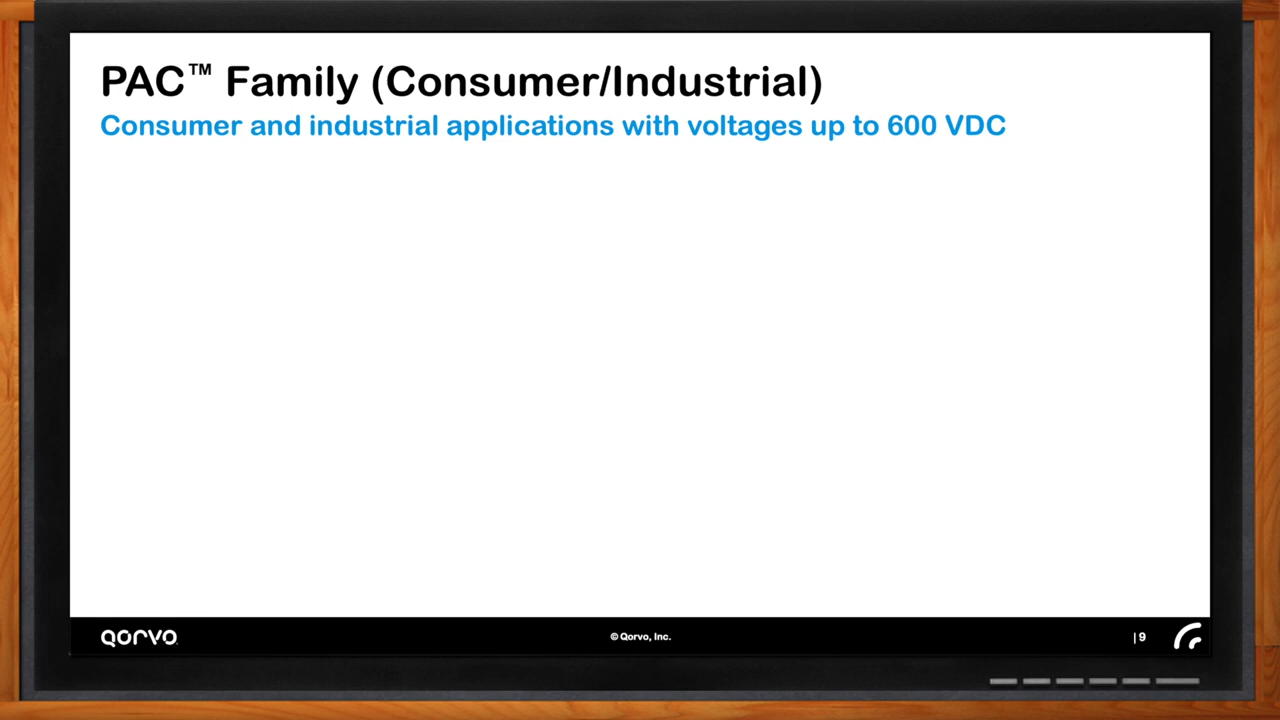 PAC™ Family (Consumer/Industrial)
Consumer and industrial applications with voltages up to 600 VDC
QORVO
© Qorvo, Inc.
| 9